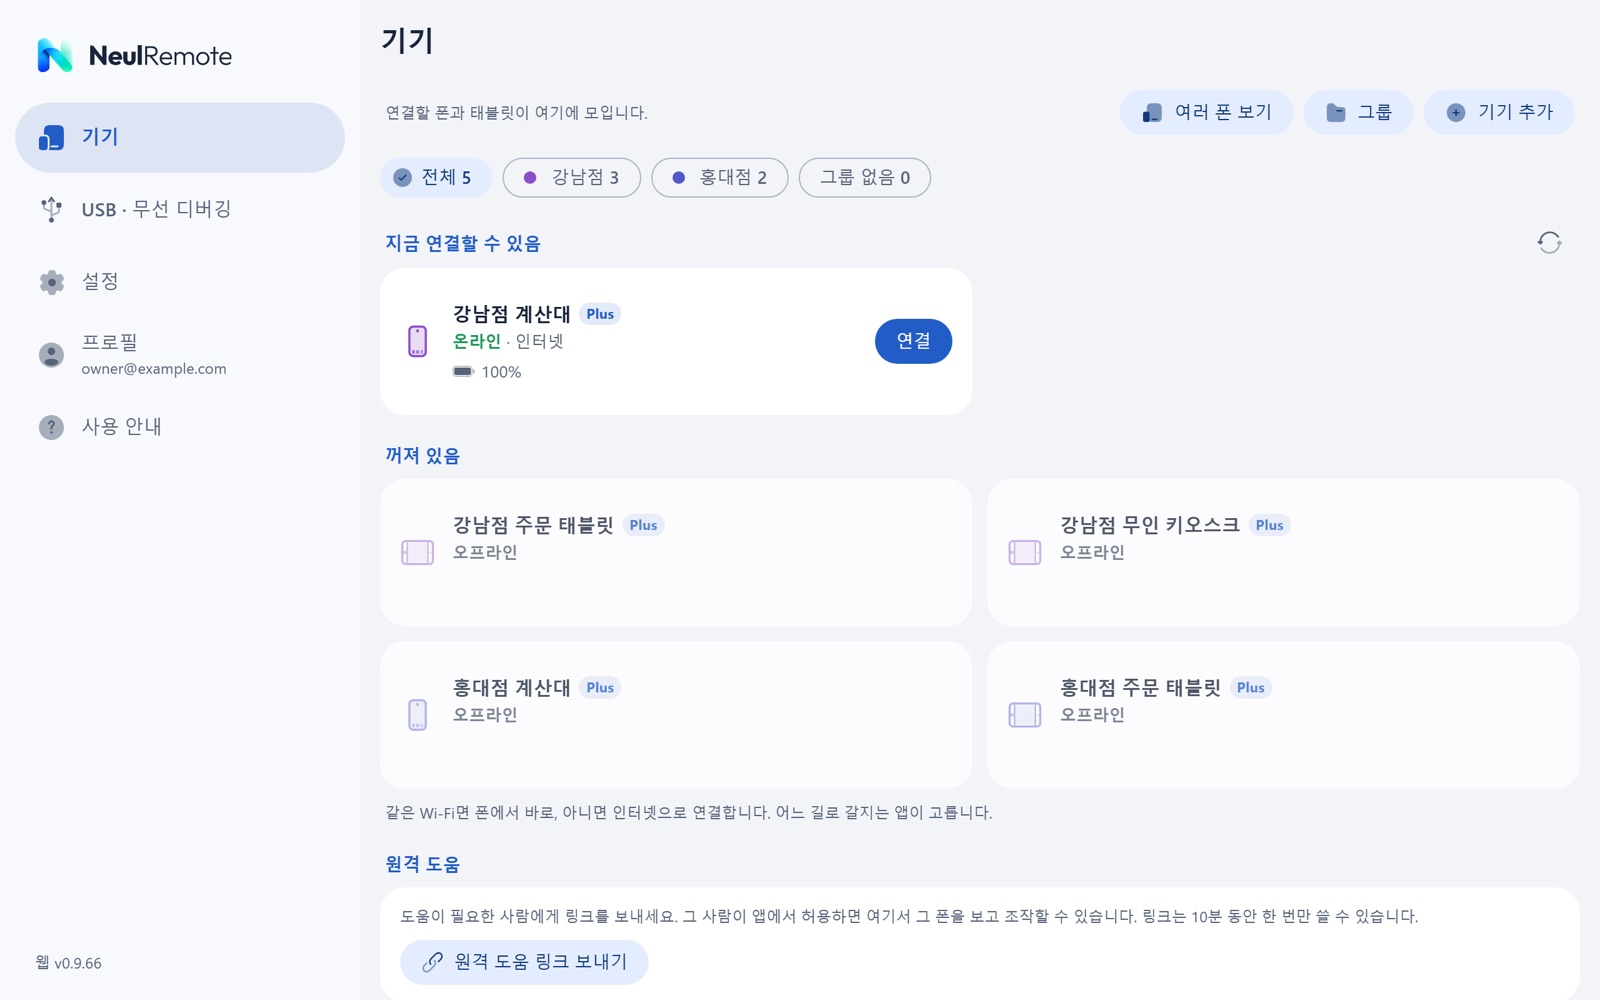 NeulRemote
기기
USB · 무선 디버깅
설정
프로필
owner@example.com
사용 안내
웹 v0.9.66
기기
연결할 폰과 태블릿이 여기에 모입니다.
여러 폰 보기
그룹
기기 추가
전체 5
강남점 3
홍대점 2
그룹 없음 0
지금 연결할 수 있음
강남점 계산대 Plus
온라인 · 인터넷
100%
연결
꺼져 있음
강남점 주문 태블릿 Plus
오프라인
강남점 무인 키오스크 Plus
오프라인
홍대점 계산대 Plus
오프라인
홍대점 주문 태블릿 Plus
오프라인
같은 Wi-Fi면 폰에서 바로, 아니면 인터넷으로 연결합니다. 어느 길로 갈지는 앱이 고릅니다.
원격 도움
도움이 필요한 사람에게 링크를 보내세요. 그 사람이 앱에서 허용하면 여기서 그 폰을 보고 조작할 수 있습니다. 링크는 10분 동안 한 번만 쓸 수 있습니다.
원격 도움 링크 보내기